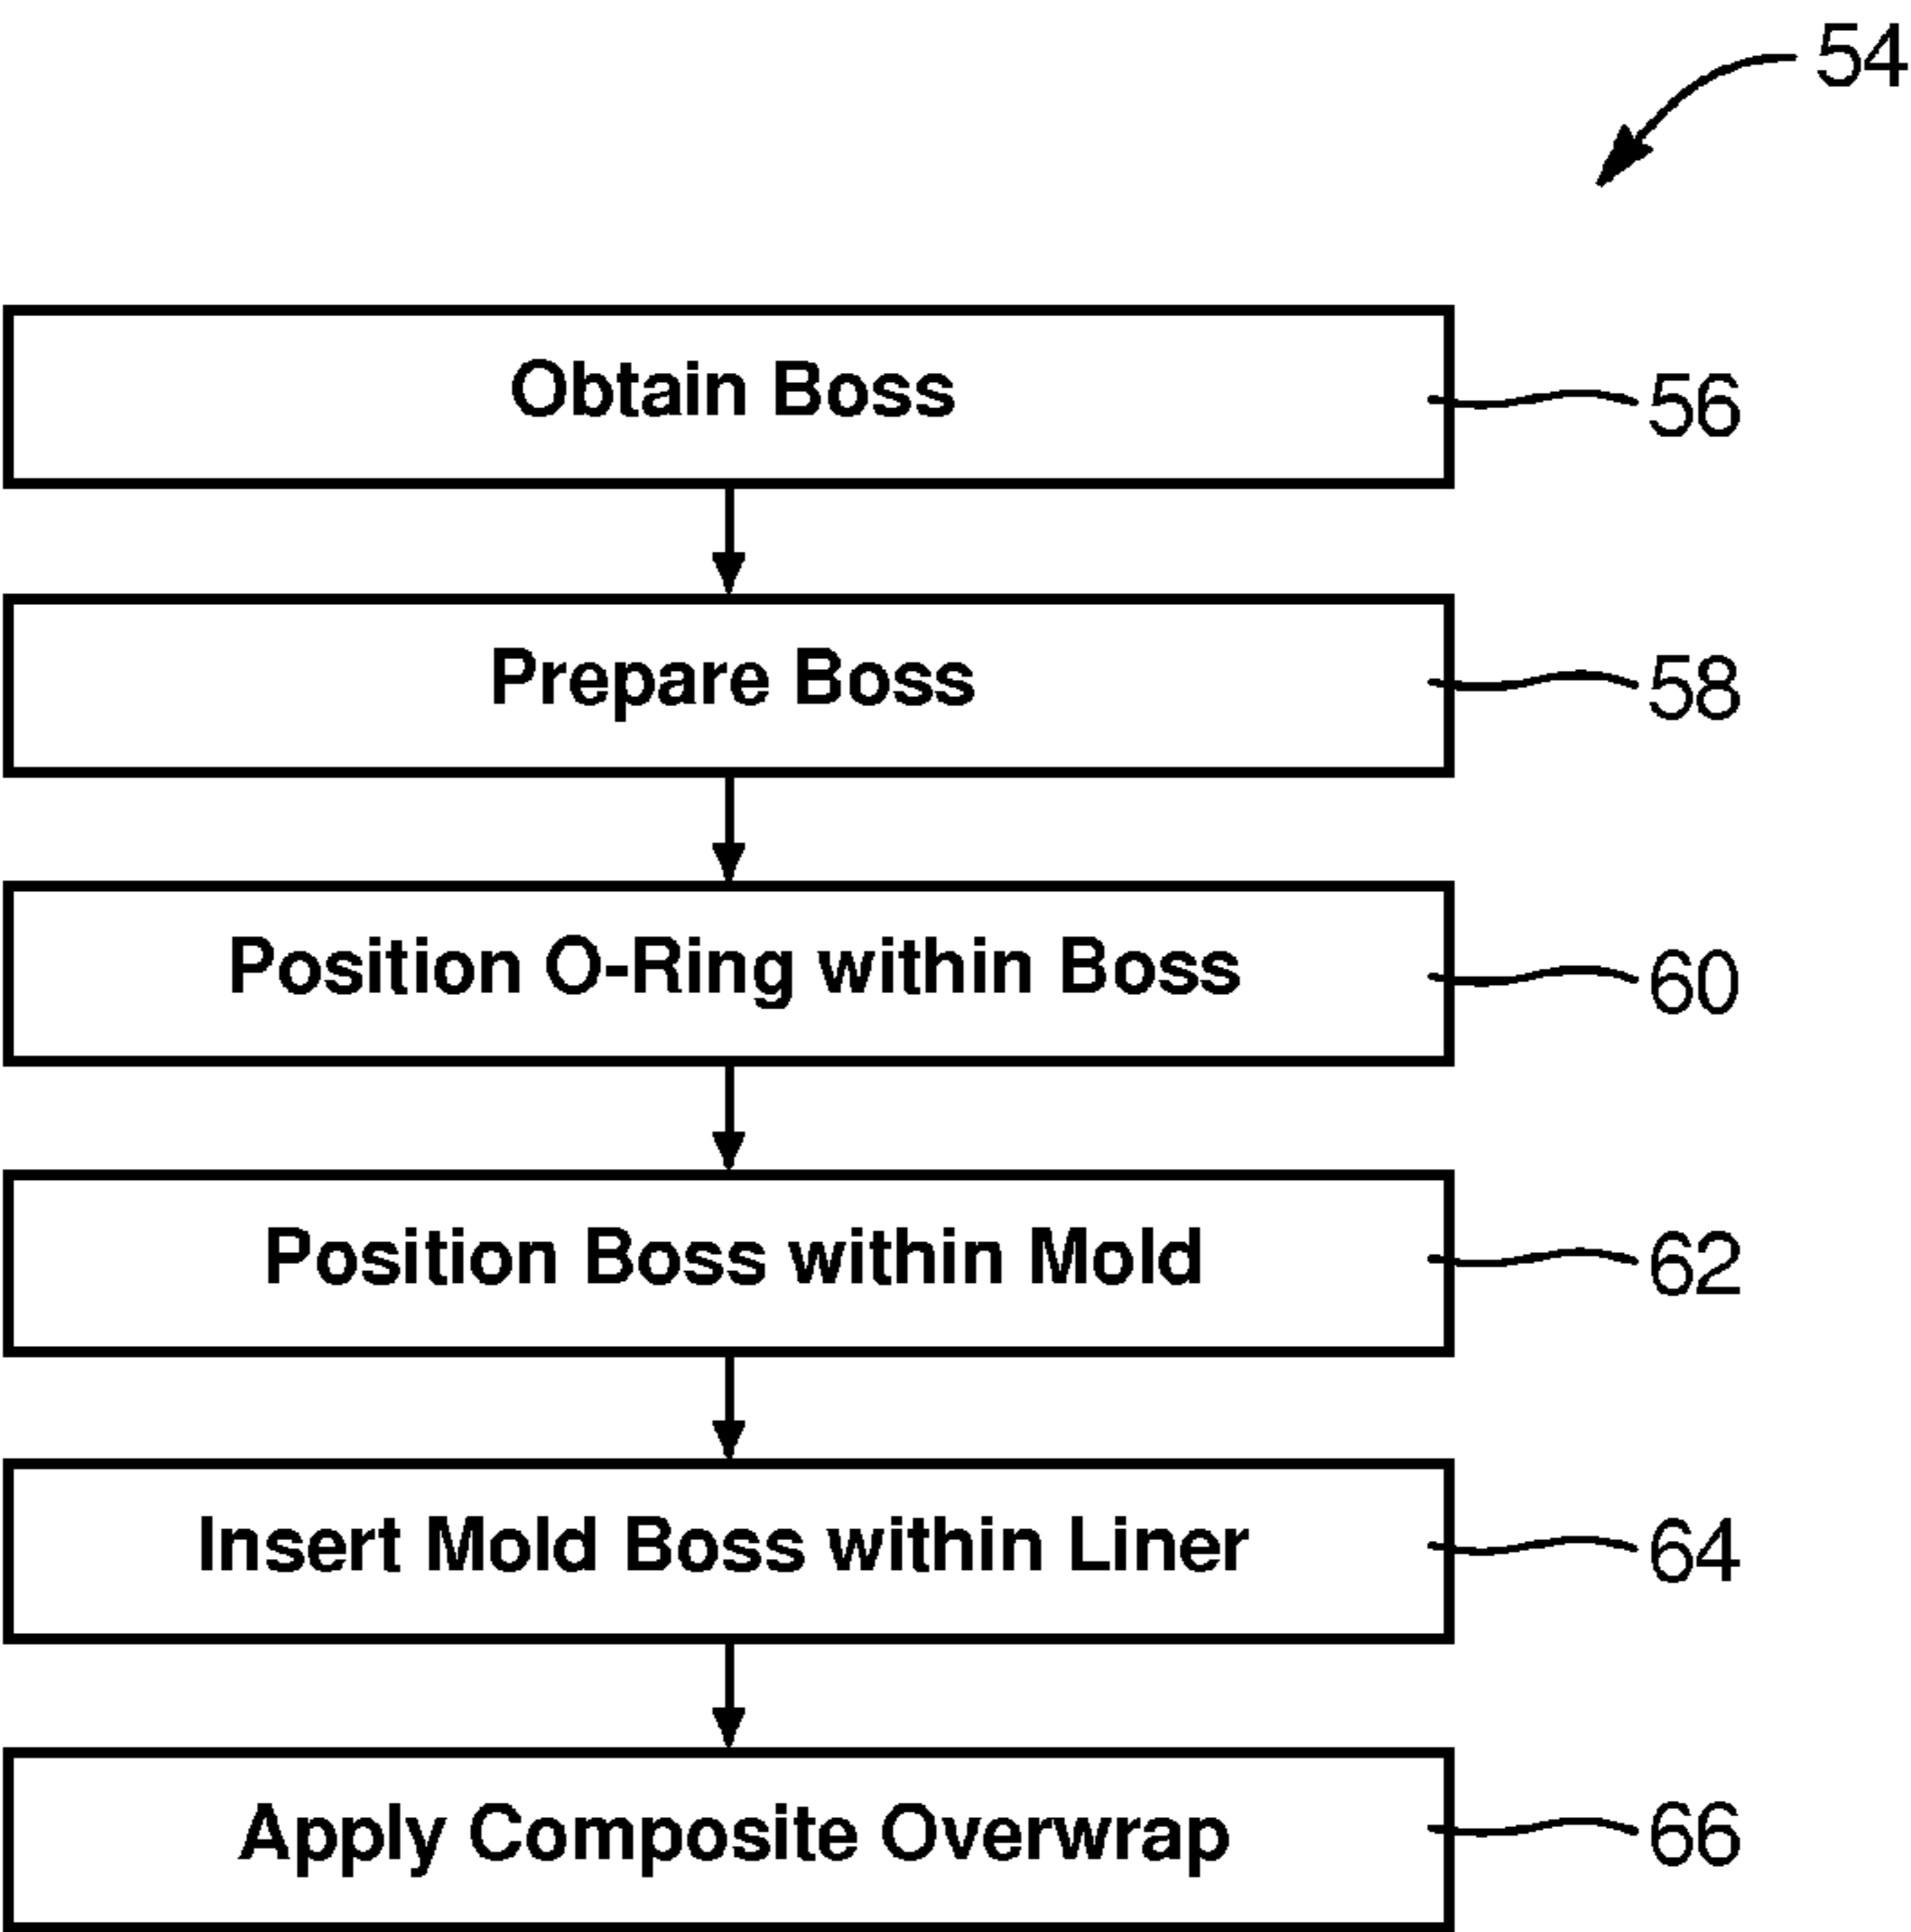 54
Obtain Boss
56
Prepare Boss
58
Position O-Ring within Boss
60
Position Boss within Mold
62
Insert Mold Boss within Liner
64
Apply Composite Overwrap
66